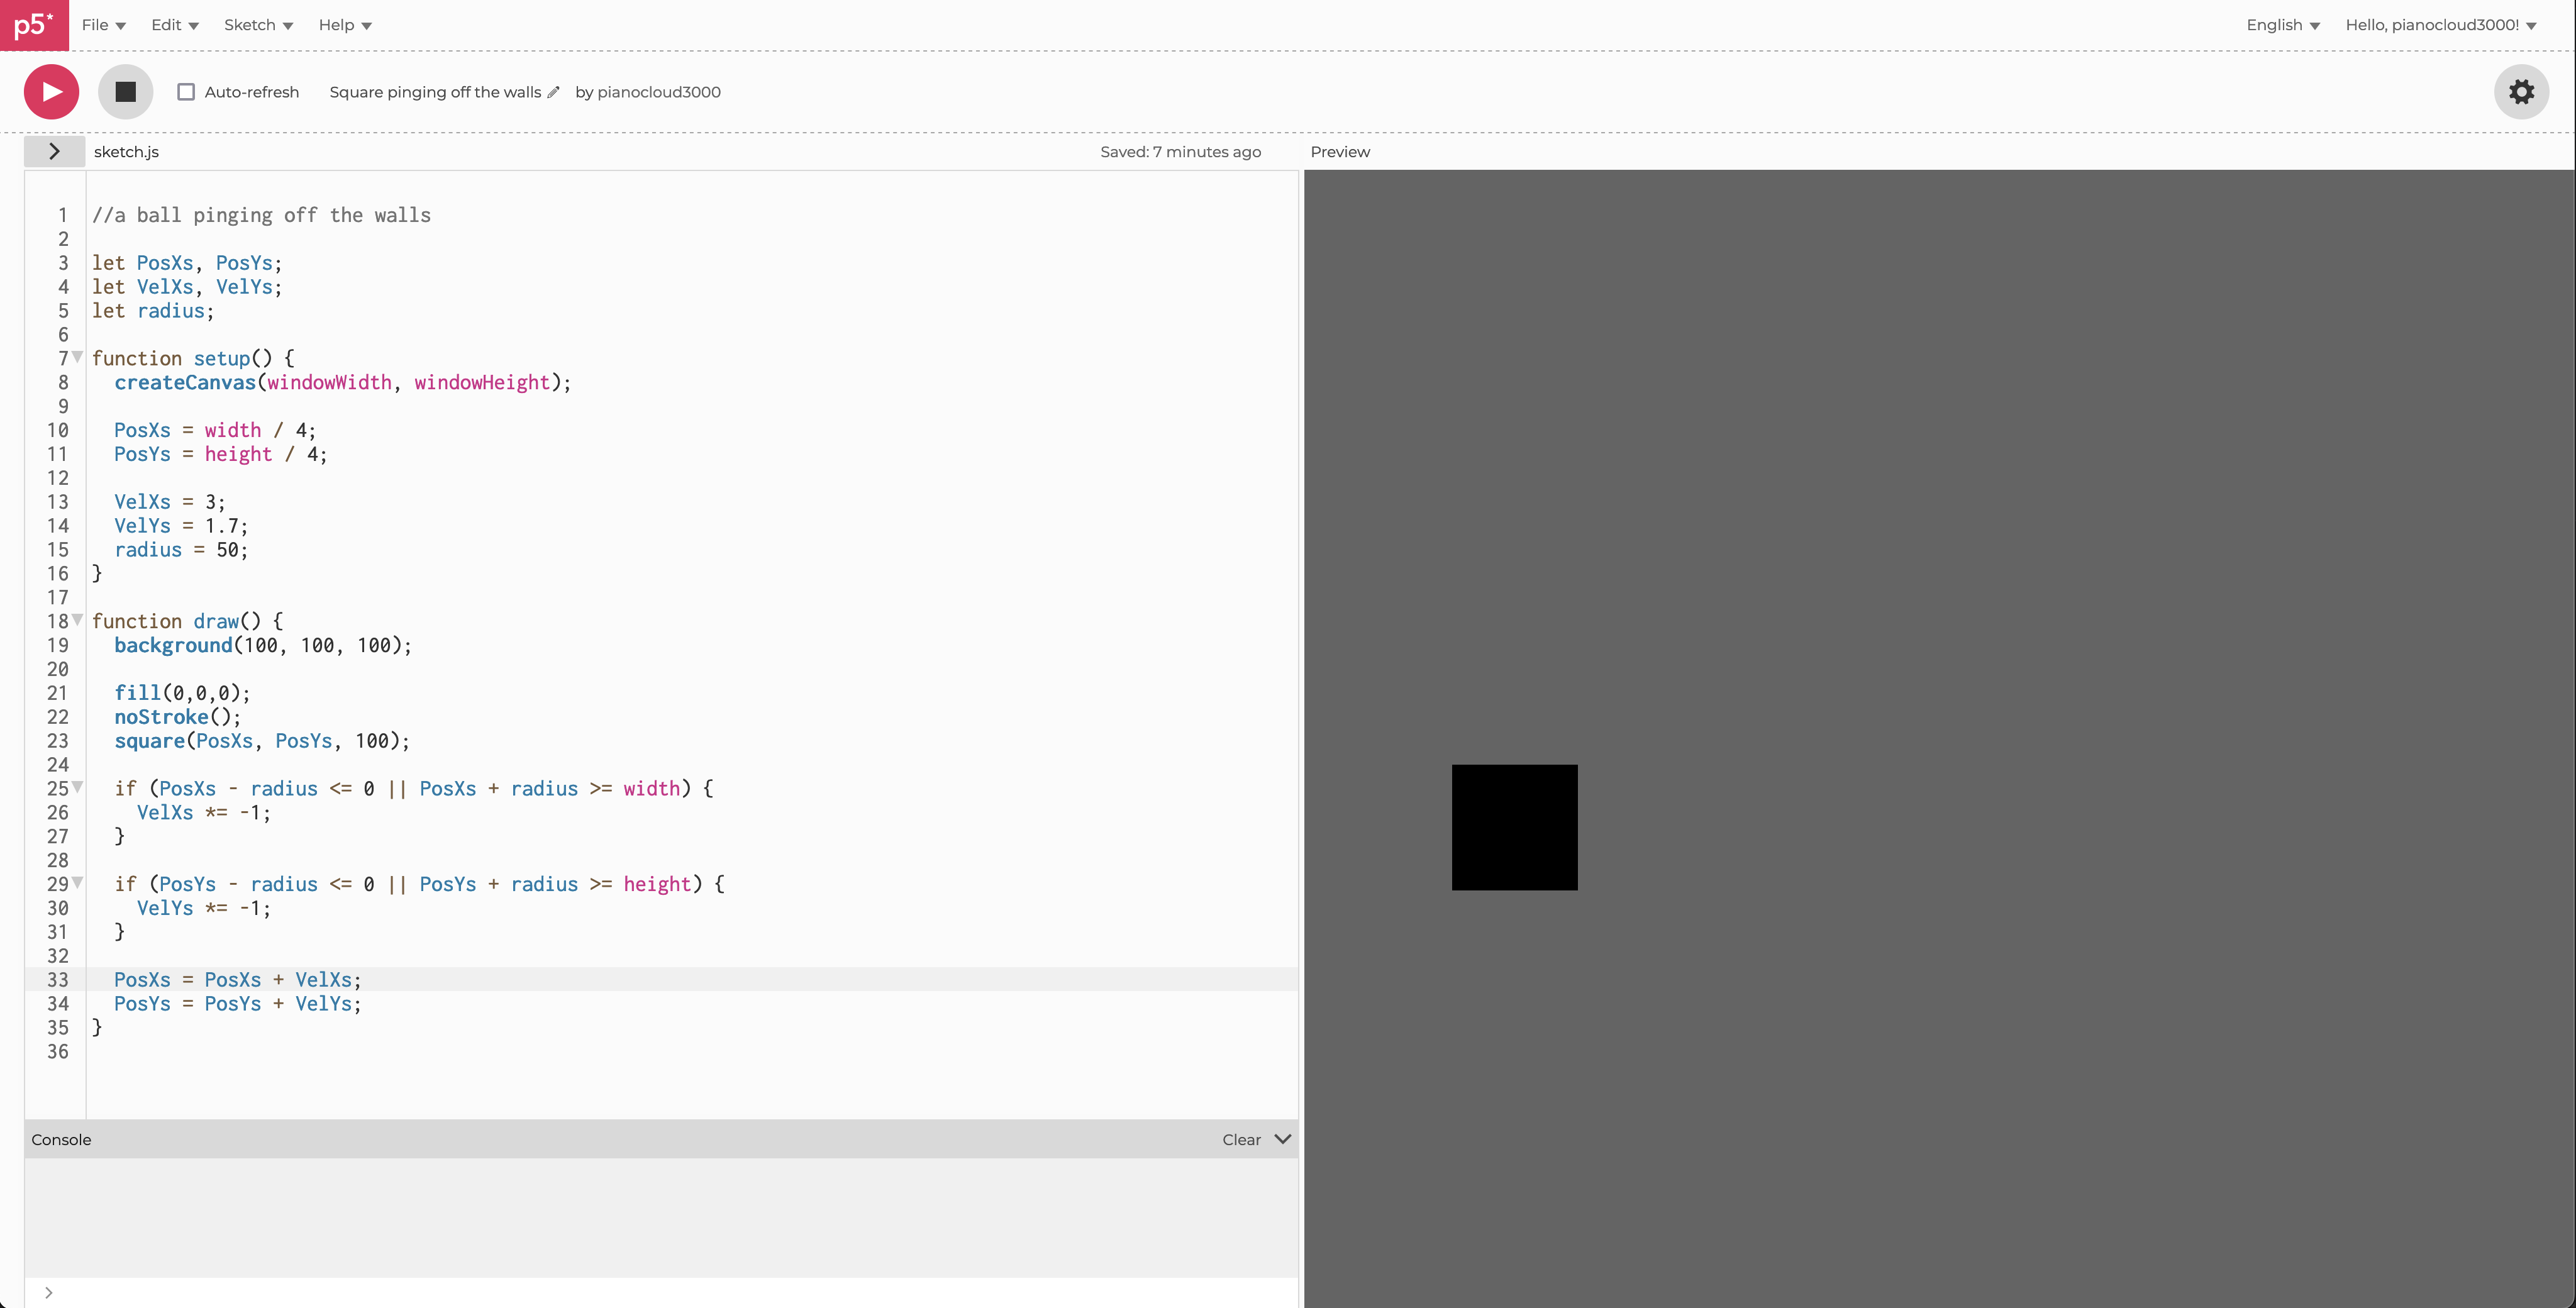 p5* File Edit Sketch Help English Hello, pianocloud3000!
Auto-refresh Square pinging off the walls by pianocloud3000
sketch.js Saved: 7 minutes ago Preview
1 //a ball pinging off the walls
2
3 let PosXs, PosYs;
4 let VelXs, VelYs;
5 let radius;
6
7 function setup() {
8 createCanvas(windowWidth, windowHeight);
9
10 PosXs = width / 4;
11 PosYs = height / 4;
12
13 VelXs = 3;
14 VelYs = 1.7;
15 radius = 50;
16 }
17
18 function draw() {
19 background(100, 100, 100);
20
21 fill(0,0,0);
22 noStroke();
23 square(PosXs, PosYs, 100);
24
25 if (PosXs - radius <= 0 || PosXs + radius >= width) {
26 VelXs *= -1;
27 }
28
29 if (PosYs - radius <= 0 || PosYs + radius >= height) {
30 VelYs *= -1;
31 }
32
33 PosXs = PosXs + VelXs;
34 PosYs = PosYs + VelYs;
35 }
36
Console Clear
>